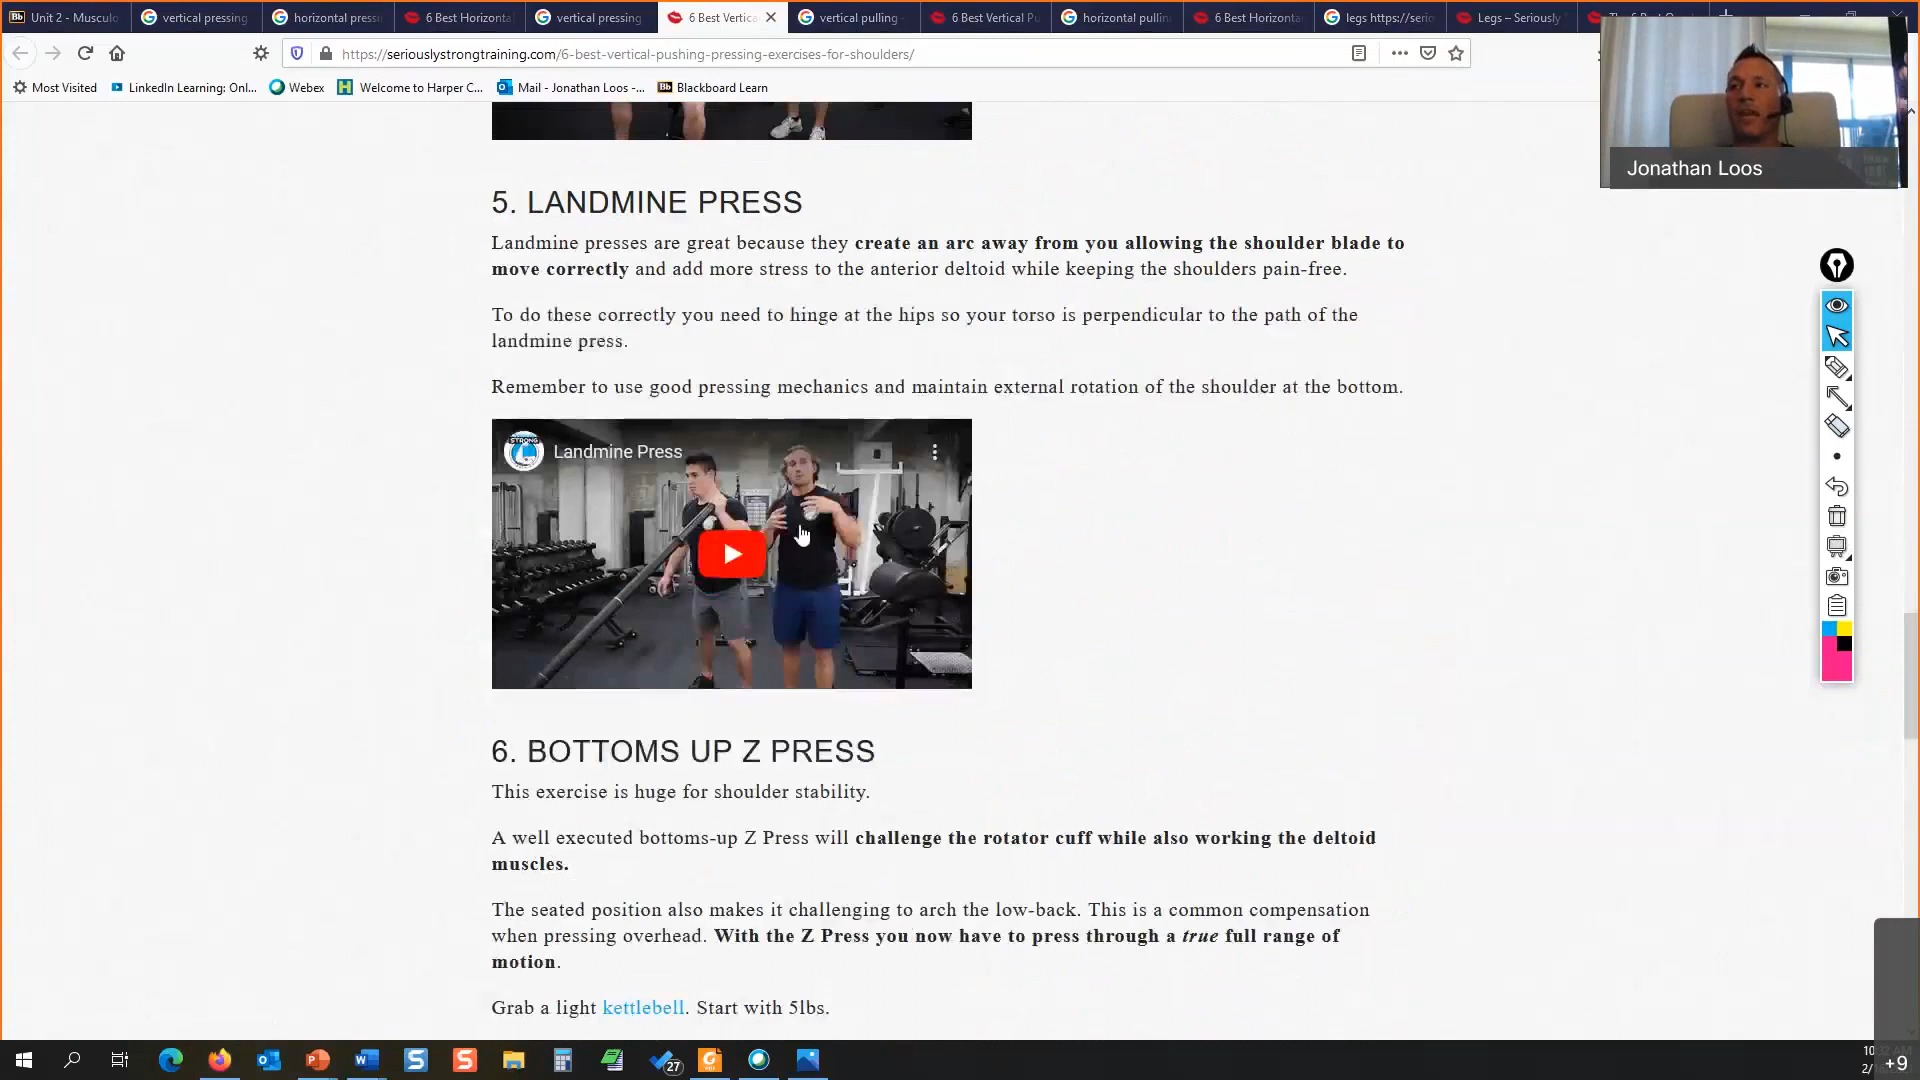 Unit 2 - Musculo
vertical pressing
horizontal pressi
6 Best Horizonta
vertical pressing
6 Best Vertica
vertical pulling -
6 Best Vertical Pu
horizontal pullin
6 Best Horizonta
legs https://serio
Legs – Seriously
https://seriouslystrongtraining.com/6-best-vertical-pushing-pressing-exercises-for-shoulders/
Most Visited
LinkedIn Learning: Onl...
Webex
Welcome to Harper C...
Mail - Jonathan Loos -...
Blackboard Learn
Jonathan Loos
5. LANDMINE PRESS
Landmine presses are great because they create an arc away from you allowing the shoulder blade to
move correctly and add more stress to the anterior deltoid while keeping the shoulders pain-free.
To do these correctly you need to hinge at the hips so your torso is perpendicular to the path of the
landmine press.
Remember to use good pressing mechanics and maintain external rotation of the shoulder at the bottom.
STRONG
Landmine Press
6. BOTTOMS UP Z PRESS
This exercise is huge for shoulder stability.
A well executed bottoms-up Z Press will challenge the rotator cuff while also working the deltoid
muscles.
The seated position also makes it challenging to arch the low-back. This is a common compensation
when pressing overhead. With the Z Press you now have to press through a true full range of
motion.
Grab a light kettlebell. Start with 5lbs.
27
+9